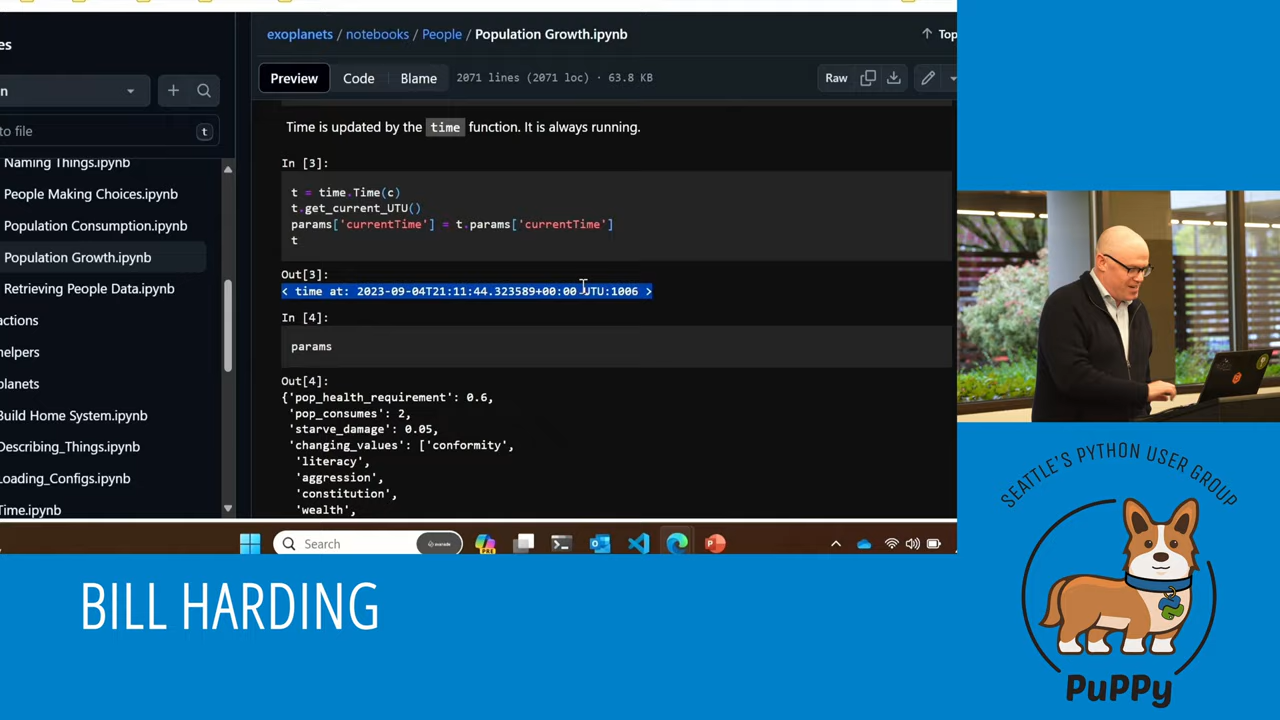 es
exoplanets / notebooks / People / Population Growth.ipynb
↑ Top
n
+
Preview
Code
Blame
2071 lines (2071 loc) · 63.8 KB
Raw
to file
t
Naming Things.ipynb
People Making Choices.ipynb
Population Consumption.ipynb
Population Growth.ipynb
Retrieving People Data.ipynb
actions
helpers
planets
Build Home System.ipynb
Describing_Things.ipynb
Loading_Configs.ipynb
Time.ipynb
Time is updated by the time function. It is always running.
In [3]:
t = time.Time(c)
t.get_current_UTU()
params['currentTime'] = t.params['currentTime']
t
Out[3]:
< time at: 2023-09-04T21:11:44.323589+00:00 UTU:1006 >
In [4]:
params
Out[4]:
{'pop_health_requirement': 0.6,
'pop_consumes': 2,
'starve_damage': 0.05,
'changing_values': ['conformity',
'literacy',
'aggression',
'constitution',
'wealth',
Search
PRE
BILL HARDING
SEATTLE'S PYTHON USER GROUP
PuPPy